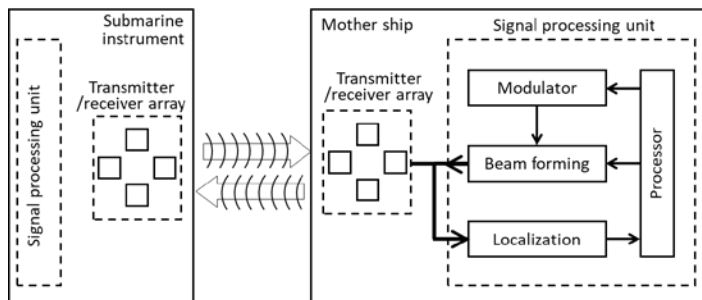 Submarine
instrument
Signal processing unit
Transmitter
/receiver array
Mother ship
Transmitter
/receiver array
Signal processing unit
Modulator
Beam forming
Localization
Processor